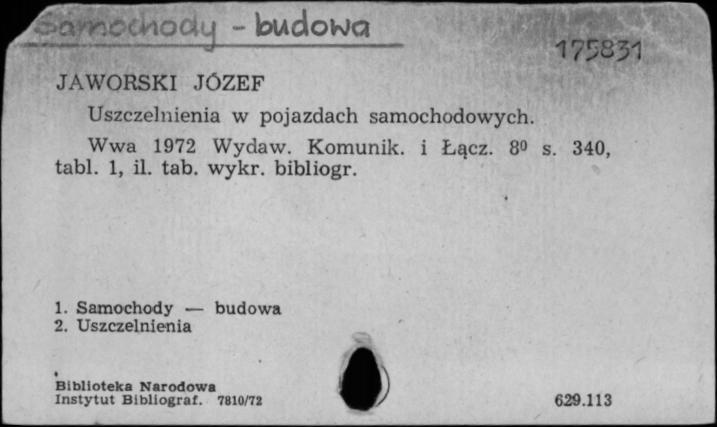 Samochody - budowa
175831
JAWORSKI JÓZEF
Uszczelnienia w pojazdach samochodowych.
Wwa 1972 Wydaw. Komunik. i Łącz. 8⁰ s. 340,
tabl. 1, il. tab. wykr. bibliogr.
1. Samochody — budowa
2. Uszczelnienia
Biblioteka Narodowa
Instytut Bibliograf. 7810/72
629.113